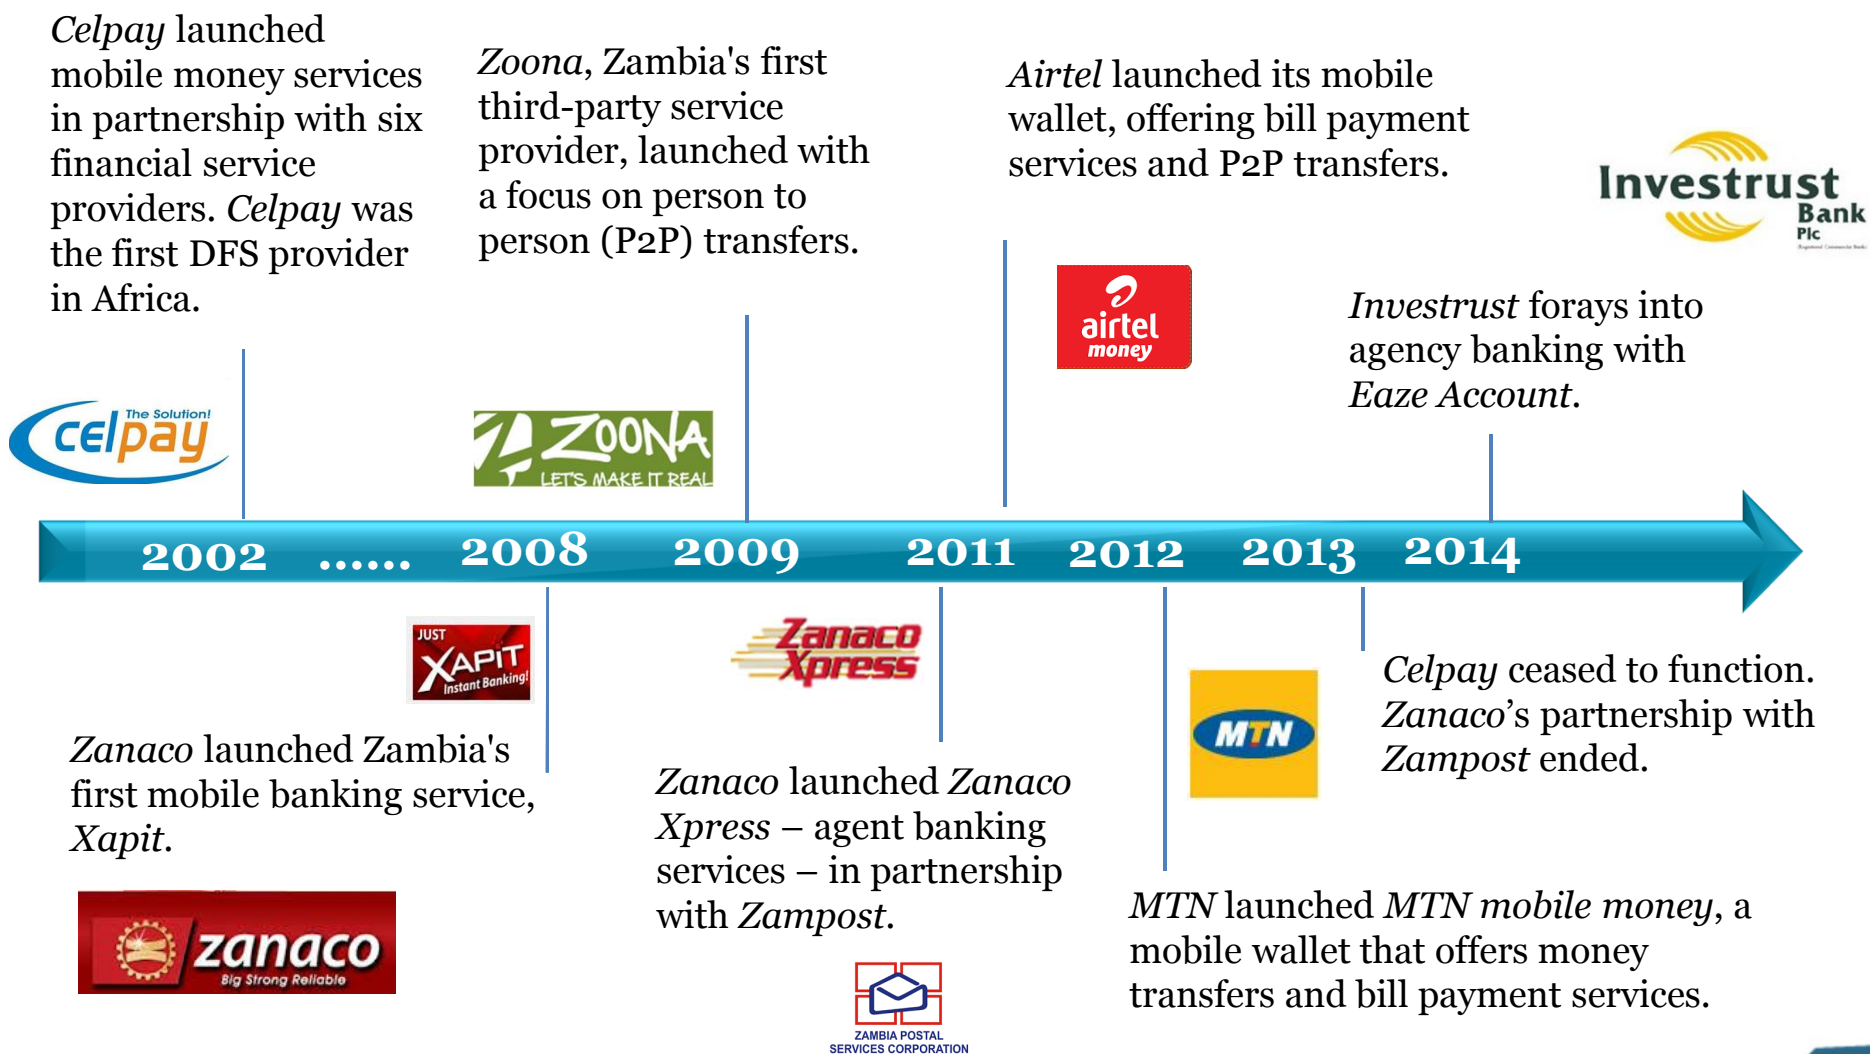 Celpay launched
mobile money services
in partnership with six
financial service
providers. Celpay was
the first DFS provider
in Africa.
Zoona, Zambia's first
third-party service
provider, launched with
a focus on person to
person (P2P) transfers.
Airtel launched its mobile
wallet, offering bill payment
services and P2P transfers.
Investrust
Bank
Plc
airtel
money
Investrust forays into
agency banking with
Eaze Account.
The Solution!
celpay
ZOONA
LET'S MAKE IT REAL
2002 ...... 2008 2009 2011 2012 2013 2014
JUST
XAPIT
Instant Banking!
Zanaco
Xpress
MTN
Celpay ceased to function.
Zanaco’s partnership with
Zampost ended.
Zanaco launched Zambia's
first mobile banking service,
Xapit.
zanaco
Big Strong Reliable
Zanaco launched Zanaco
Xpress – agent banking
services – in partnership
with Zampost.
ZAMBIA POSTAL
SERVICES CORPORATION
MTN launched MTN mobile money, a
mobile wallet that offers money
transfers and bill payment services.